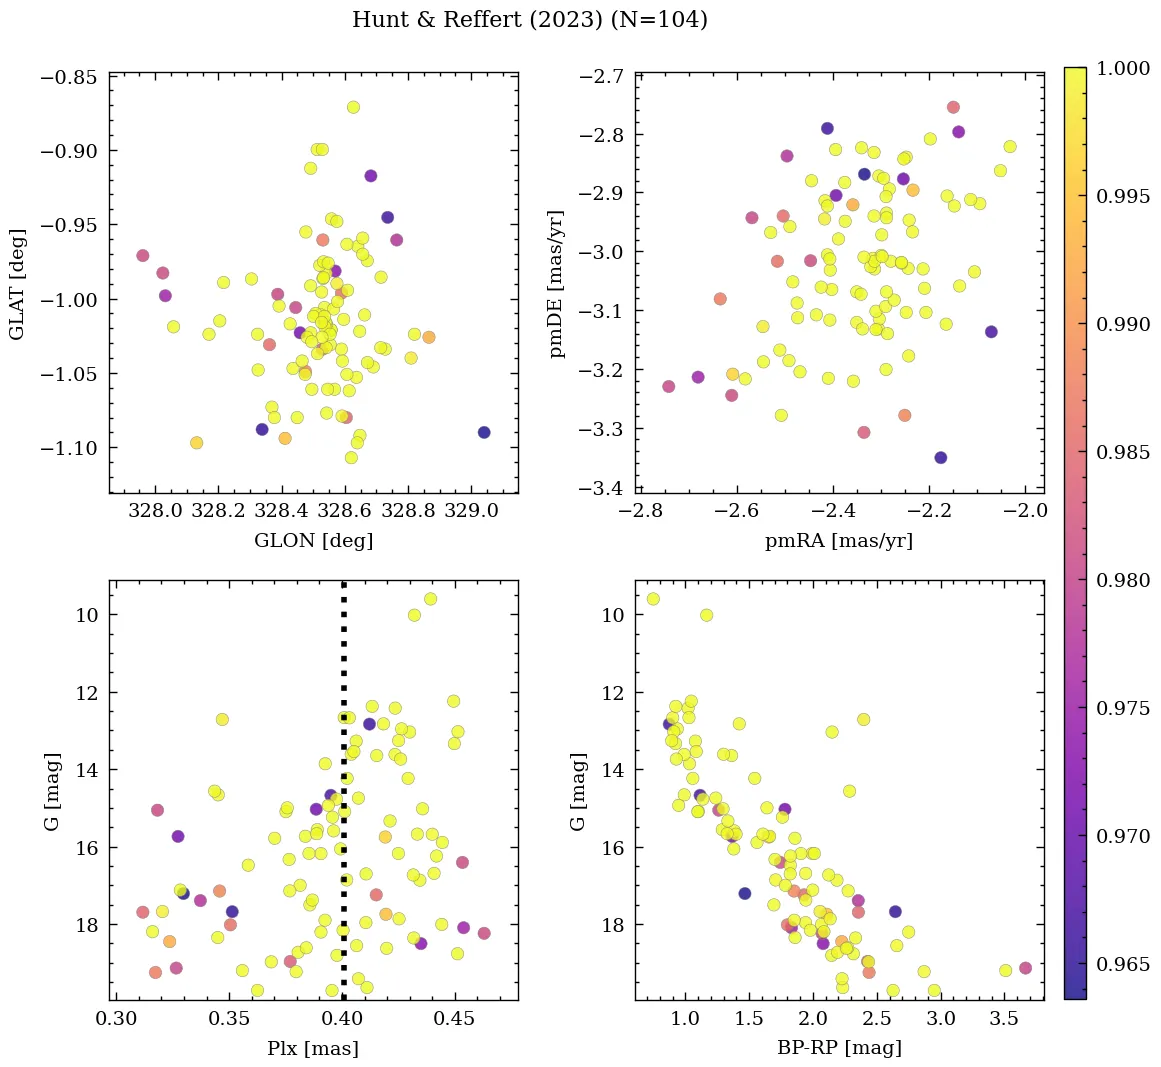 Hunt & Reffert (2023) (N=104)
−0.85
−0.90
−0.95
−1.00
−1.05
−1.10
GLAT [deg]
328.0 328.2 328.4 328.6 328.8 329.0
GLON [deg]
−2.7
−2.8
−2.9
−3.0
−3.1
−3.2
−3.3
−3.4
pmDE [mas/yr]
−2.8 −2.6 −2.4 −2.2 −2.0
pmRA [mas/yr]
10
12
14
16
18
G [mag]
0.30 0.35 0.40 0.45
Plx [mas]
10
12
14
16
18
G [mag]
1.0 1.5 2.0 2.5 3.0 3.5
BP-RP [mag]
1.000
0.995
0.990
0.985
0.980
0.975
0.970
0.965